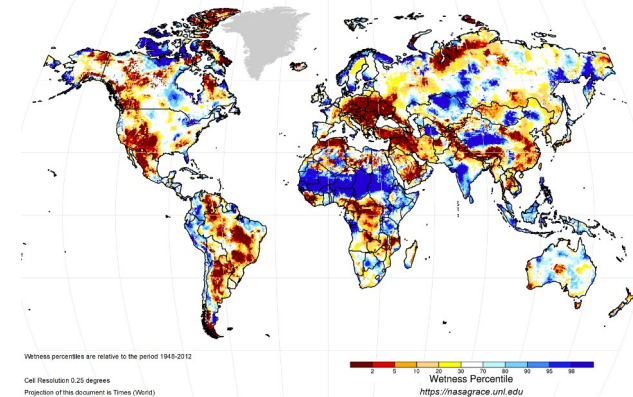 Wetness percentiles are relative to the period 1948-2012
Cell Resolution 0.25 degrees
Projection of this document is Times (World)
2 5 10 20 30 70 80 90 95 98
Wetness Percentile
https://nasagrace.unl.edu